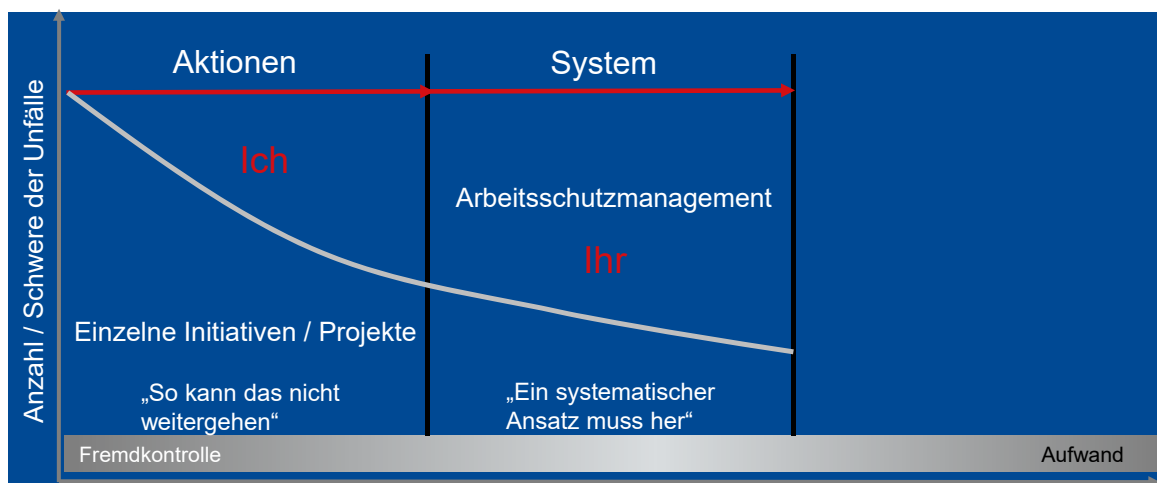 Anzahl / Schwere der Unfälle
Aktionen
System
Ich
Arbeitsschutzmanagement
Ihr
Einzelne Initiativen / Projekte
„So kann das nicht
weitergehen“
„Ein systematischer
Ansatz muss her“
Fremdkontrolle
Aufwand